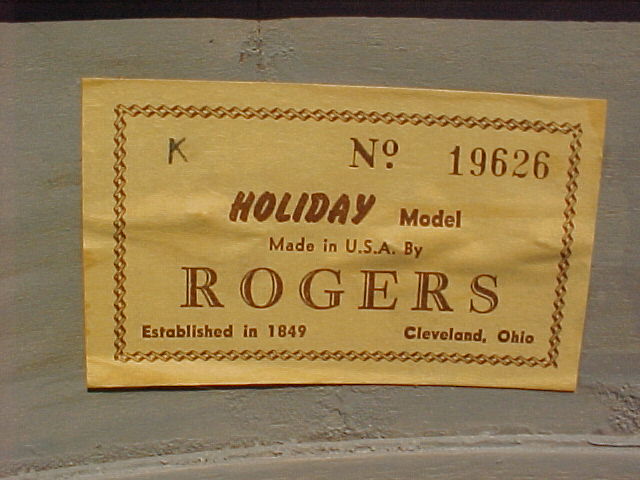 K Nº 19626
HOLIDAY Model
Made in U.S.A. By
ROGERS
Established in 1849 Cleveland, Ohio